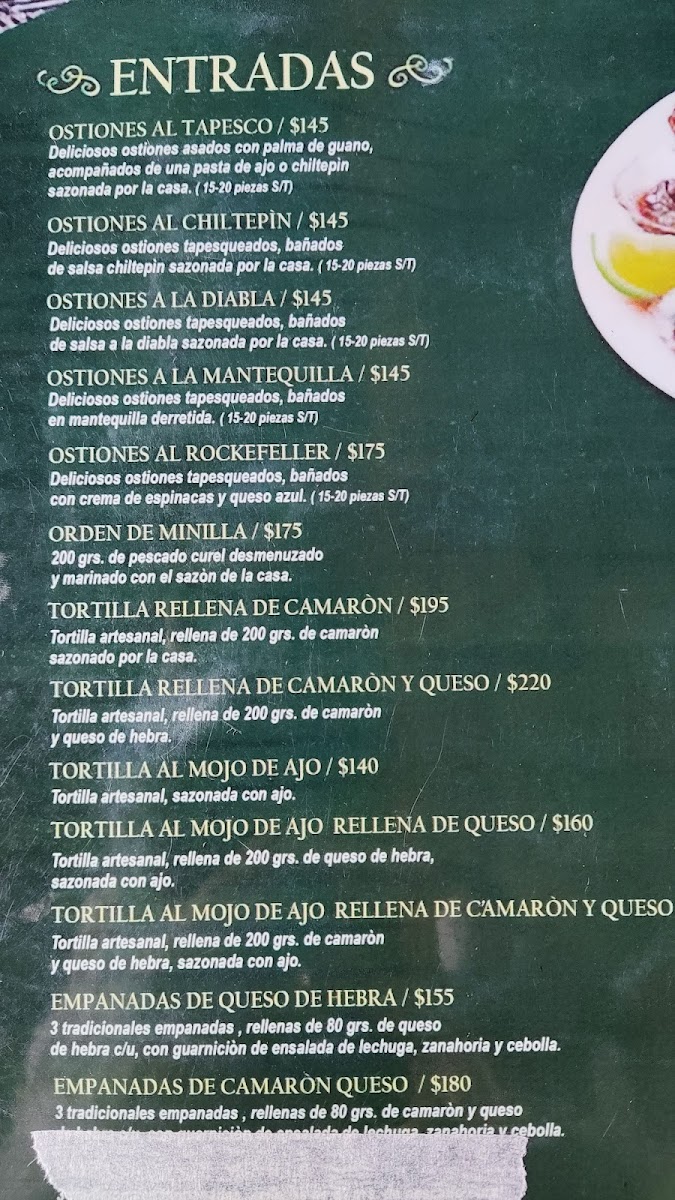 ENTRADAS
OSTIONES AL TAPESCO / $145
Deliciosos ostiones asados con palma de guano,
acompañados de una pasta de ajo o chiltepìn
sazonada por la casa. ( 15-20 piezas S/T)
OSTIONES AL CHILTEPÌN / $145
Deliciosos ostiones tapesqueados, bañados
de salsa chiltepìn sazonada por la casa. ( 15-20 piezas S/T)
OSTIONES A LA DIABLA / $145
Deliciosos ostiones tapesqueados, bañados
de salsa a la diabla sazonada por la casa. ( 15-20 piezas S/T)
OSTIONES A LA MANTEQUILLA / $145
Deliciosos ostiones tapesqueados, bañados
en mantequilla derretida. ( 15-20 piezas S/T)
OSTIONES AL ROCKEFELLER / $175
Deliciosos ostiones tapesqueados, bañados
con crema de espinacas y queso azul. ( 15-20 piezas S/T)
ORDEN DE MINILLA / $175
200 grs. de pescado curel desmenuzado
y marinado con el sazòn de la casa.
TORTILLA RELLENA DE CAMARÒN / $195
Tortilla artesanal, rellena de 200 grs. de camaròn
sazonado por la casa.
TORTILLA RELLENA DE CAMARÒN Y QUESO / $220
Tortilla artesanal, rellena de 200 grs. de camaròn
y queso de hebra.
TORTILLA AL MOJO DE AJO / $140
Tortilla artesanal, sazonada con ajo.
TORTILLA AL MOJO DE AJO RELLENA DE QUESO / $160
Tortilla artesanal, rellena de 200 grs. de queso de hebra,
sazonada con ajo.
TORTILLA AL MOJO DE AJO RELLENA DE CAMARÒN Y QUESO
Tortilla artesanal, rellena de 200 grs. de camaròn
y queso de hebra, sazonada con ajo.
EMPANADAS DE QUESO DE HEBRA / $155
3 tradicionales empanadas , rellenas de 80 grs. de queso
de hebra c/u, con guarniciòn de ensalada de lechuga, zanahoria y cebolla.
EMPANADAS DE CAMARÒN QUESO / $180
3 tradicionales empanadas , rellenas de 80 grs. de camaròn y queso
de hebra c/u, con guarniciòn de ensalada de lechuga, zanahoria y cebolla.